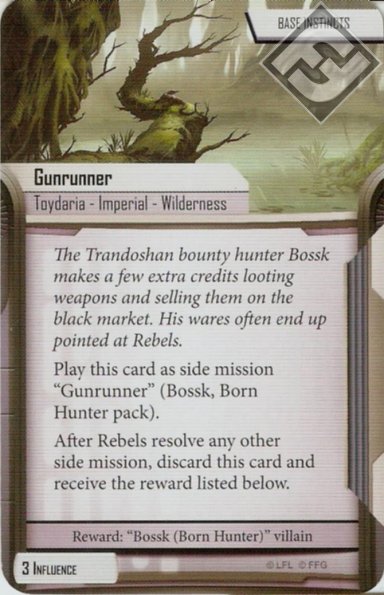 BASE INSTINCTS
Gunrunner
Toydaria - Imperial - Wilderness
The Trandoshan bounty hunter Bossk
makes a few extra credits looting
weapons and selling them on the
black market. His wares often end up
pointed at Rebels.
Play this card as side mission
“Gunrunner” (Bossk, Born
Hunter pack).
After Rebels resolve any other
side mission, discard this card and
receive the reward listed below.
Reward: “Bossk (Born Hunter)” villain
3 INFLUENCE
© LFL © FFG